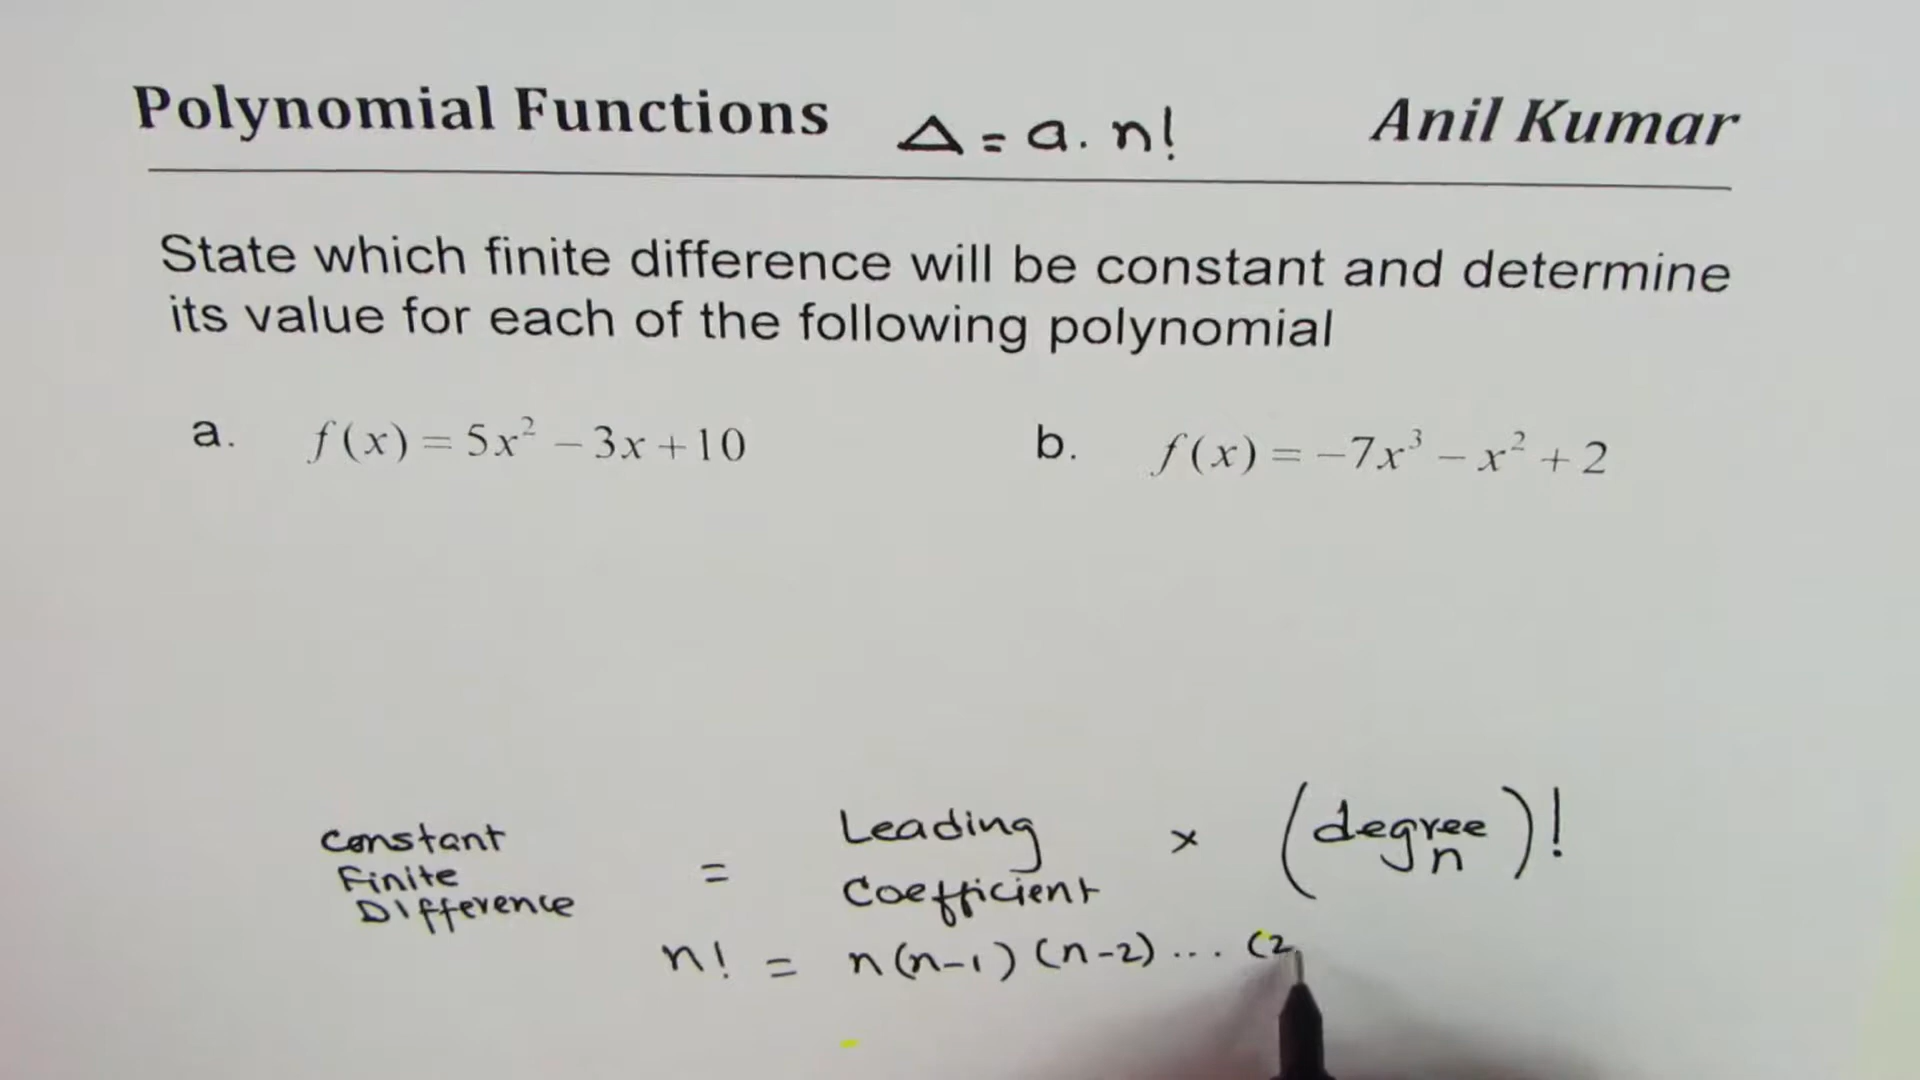 Polynomial Functions Δ = a. n! Anil Kumar
State which finite difference will be constant and determine
its value for each of the following polynomial
a. f(x) = 5x² − 3x + 10 b. f(x) = −7x³ − x² + 2
Constant Finite Difference = Leading Coefficient × (degree n)!
n! = n(n-1)(n-2)... (2